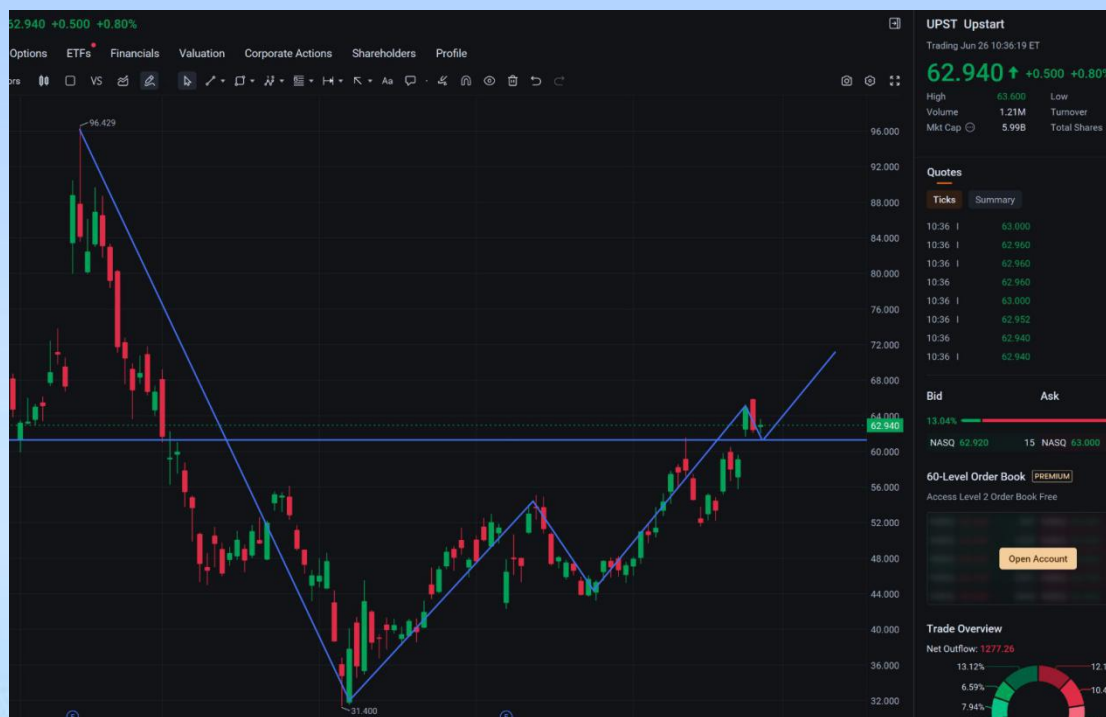 62.940 +0.500 +0.80%
Options ETFs Financials Valuation Corporate Actions Shareholders Profile
VS Aa
96.429
31.400
96.000
92.000
88.000
84.000
80.000
76.000
72.000
68.000
64.000
62.940
60.000
56.000
52.000
48.000
44.000
40.000
36.000
32.000
UPST Upstart
Trading Jun 26 10:36:19 ET
62.940 +0.500 +0.80%
High 63.600 Low
Volume 1.21M Turnover
Mkt Cap 5.99B Total Shares
Quotes
Ticks Summary
10:36 I 63.000
10:36 I 62.960
10:36 I 62.960
10:36 62.960
10:36 I 63.000
10:36 I 62.952
10:36 62.940
10:36 I 62.940
Bid Ask
13.04%
NASQ 62.920 15 NASQ 63.000
60-Level Order Book PREMIUM
Access Level 2 Order Book Free
Open Account
Trade Overview
Net Outflow: 1277.26
13.12% 12.1
6.59% 10.4
7.94%